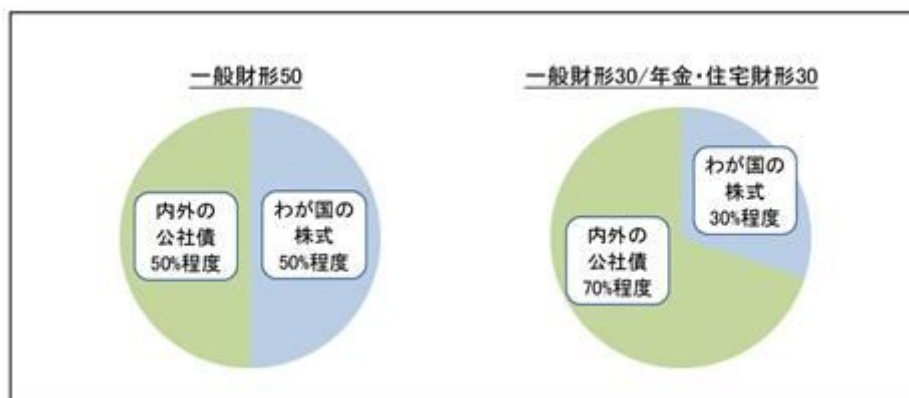 一般財形50
内外の
公社債
50%程度
わが国の
株式
50%程度
一般財形30/年金・住宅財形30
わが国の
株式
30%程度
内外の
公社債
70%程度